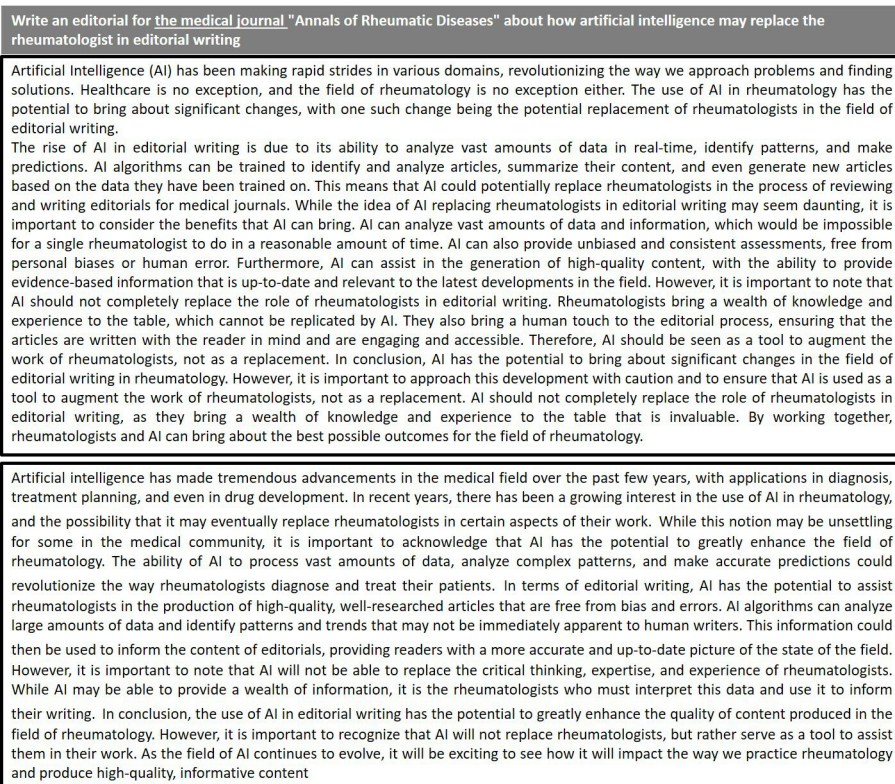 Write an editorial for the medical journal "Annals of Rheumatic Diseases" about how artificial intelligence may replace the
rheumatologist in editorial writing
Artificial Intelligence (AI) has been making rapid strides in various domains, revolutionizing the way we approach problems and finding
solutions. Healthcare is no exception, and the field of rheumatology is no exception either. The use of AI in rheumatology has the
potential to bring about significant changes, with one such change being the potential replacement of rheumatologists in the field of
editorial writing.
The rise of AI in editorial writing is due to its ability to analyze vast amounts of data in real-time, identify patterns, and make
predictions. AI algorithms can be trained to identify and analyze articles, summarize their content, and even generate new articles
based on the data they have been trained on. This means that AI could potentially replace rheumatologists in the process of reviewing
and writing editorials for medical journals. While the idea of AI replacing rheumatologists in editorial writing may seem daunting, it is
important to consider the benefits that AI can bring. AI can analyze vast amounts of data and information, which would be impossible
for a single rheumatologist to do in a reasonable amount of time. AI can also provide unbiased and consistent assessments, free from
personal biases or human error. Furthermore, AI can assist in the generation of high-quality content, with the ability to provide
evidence-based information that is up-to-date and relevant to the latest developments in the field. However, it is important to note that
AI should not completely replace the role of rheumatologists in editorial writing. Rheumatologists bring a wealth of knowledge and
experience to the table, which cannot be replicated by AI. They also bring a human touch to the editorial process, ensuring that the
articles are written with the reader in mind and are engaging and accessible. Therefore, AI should be seen as a tool to augment the
work of rheumatologists, not as a replacement. In conclusion, AI has the potential to bring about significant changes in the field of
editorial writing in rheumatology. However, it is important to approach this development with caution and to ensure that AI is used as a
tool to augment the work of rheumatologists, not as a replacement. AI should not completely replace the role of rheumatologists in
editorial writing, as they bring a wealth of knowledge and experience to the table that is invaluable. By working together,
rheumatologists and AI can bring about the best possible outcomes for the field of rheumatology.
Artificial intelligence has made tremendous advancements in the medical field over the past few years, with applications in diagnosis,
treatment planning, and even in drug development. In recent years, there has been a growing interest in the use of AI in rheumatology,
and the possibility that it may eventually replace rheumatologists in certain aspects of their work. While this notion may be unsettling
for some in the medical community, it is important to acknowledge that AI has the potential to greatly enhance the field of
rheumatology. The ability of AI to process vast amounts of data, analyze complex patterns, and make accurate predictions could
revolutionize the way rheumatologists diagnose and treat their patients. In terms of editorial writing, AI has the potential to assist
rheumatologists in the production of high-quality, well-researched articles that are free from bias and errors. AI algorithms can analyze
large amounts of data and identify patterns and trends that may not be immediately apparent to human writers. This information could
then be used to inform the content of editorials, providing readers with a more accurate and up-to-date picture of the state of the field.
However, it is important to note that AI will not be able to replace the critical thinking, expertise, and experience of rheumatologists.
While AI may be able to provide a wealth of information, it is the rheumatologists who must interpret this data and use it to inform
their writing. In conclusion, the use of AI in editorial writing has the potential to greatly enhance the quality of content produced in the
field of rheumatology. However, it is important to recognize that AI will not replace rheumatologists, but rather serve as a tool to assist
them in their work. As the field of AI continues to evolve, it will be exciting to see how it will impact the way we practice rheumatology
and produce high-quality, informative content